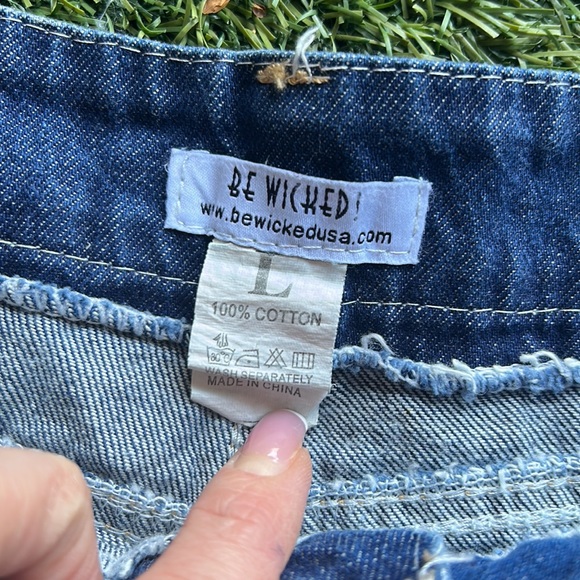 BE WICKED!
www.bewickedusa.com
L
100% COTTON
WASH SEPARATELY
MADE IN CHINA